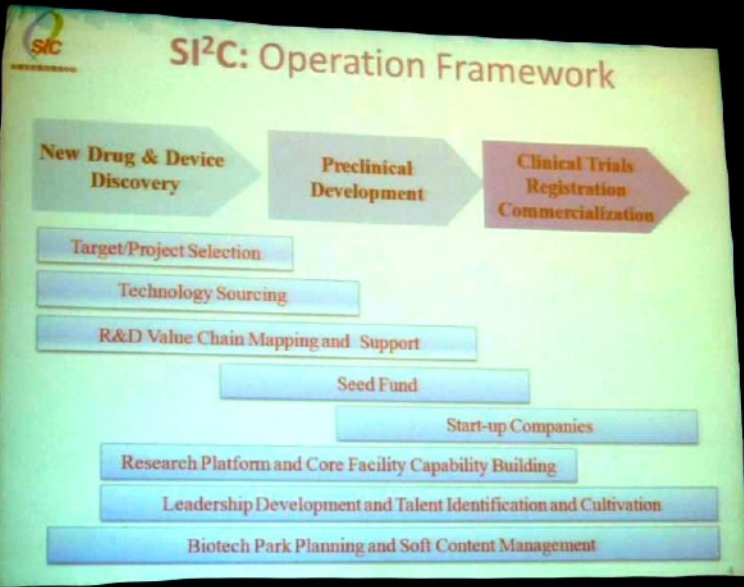 SI²C
SI²C: Operation Framework
New Drug & Device
Discovery
Preclinical
Development
Clinical Trials
Registration
Commercialization
Target/Project Selection
Technology Sourcing
R&D Value Chain Mapping and Support
Seed Fund
Start-up Companies
Research Platform and Core Facility Capability Building
Leadership Development and Talent Identification and Cultivation
Biotech Park Planning and Soft Content Management
4